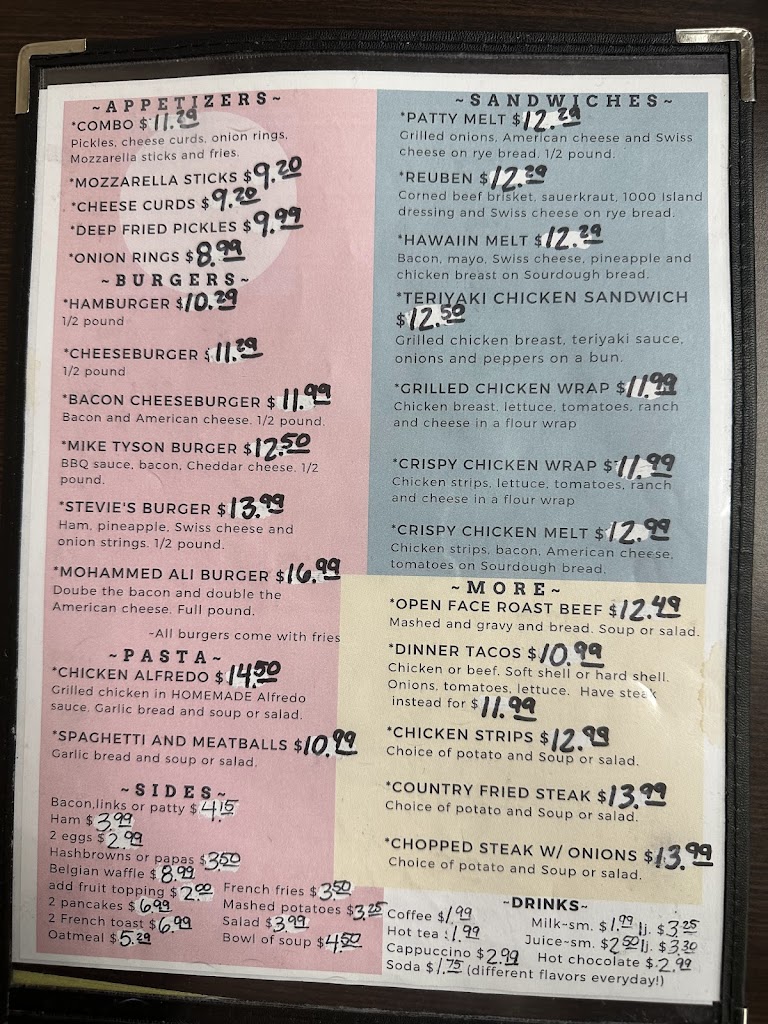 ~APPETIZERS~
*COMBO $11.29
Pickles, cheese curds, onion rings,
Mozzarella sticks and fries.
*MOZZARELLA STICKS $9.20
*CHEESE CURDS $9.20
*DEEP FRIED PICKLES $9.99
*ONION RINGS $8.99
~BURGERS~
*HAMBURGER $10.29
1/2 pound
*CHEESEBURGER $11.29
1/2 pound
*BACON CHEESEBURGER $11.99
Bacon and American cheese. 1/2 pound.
*MIKE TYSON BURGER $12.50
BBQ sauce, bacon, Cheddar cheese. 1/2
pound.
*STEVIE'S BURGER $13.99
Ham, pineapple, Swiss cheese and
onion strings. 1/2 pound.
*MOHAMMED ALI BURGER $16.99
Doube the bacon and double the
American cheese. Full pound.
~All burgers come with fries
~PASTA~
*CHICKEN ALFREDO $14.50
Grilled chicken in HOMEMADE Alfredo
sauce. Garlic bread and soup or salad.
*SPAGHETTI AND MEATBALLS $10.99
Garlic bread and soup or salad.
~SIDES~
Bacon,links or patty $4.15
Ham $3.99
2 eggs $2.99
Hashbrowns or papas $3.50
Belgian waffle $8.99
add fruit topping $2.00
2 pancakes $6.99
2 French toast $6.99
Oatmeal $5.29
French fries $3.50
Mashed potatoes $3.25
Salad $3.99
Bowl of soup $4.50
~SANDWICHES~
*PATTY MELT $12.29
Grilled onions, American cheese and Swiss
cheese on rye bread. 1/2 pound.
*REUBEN $12.29
Corned beef brisket, sauerkraut, 1000 Island
dressing and Swiss cheese on rye bread.
*HAWAIIN MELT $12.29
Bacon, mayo, Swiss cheese, pineapple and
chicken breast on Sourdough bread.
*TERIYAKI CHICKEN SANDWICH
$12.50
Grilled chicken breast, teriyaki sauce,
onions and peppers on a bun.
*GRILLED CHICKEN WRAP $11.99
Chicken breast, lettuce, tomatoes, ranch
and cheese in a flour wrap
*CRISPY CHICKEN WRAP $11.99
Chicken strips, lettuce, tomatoes, ranch
and cheese in a flour wrap
*CRISPY CHICKEN MELT $12.99
Chicken strips, bacon, American cheese,
tomatoes on Sourdough bread.
~MORE~
*OPEN FACE ROAST BEEF $12.49
Mashed and gravy and bread. Soup or salad.
*DINNER TACOS $10.99
Chicken or beef. Soft shell or hard shell.
Onions, tomatoes, lettuce. Have steak
instead for $11.99
*CHICKEN STRIPS $12.99
Choice of potato and Soup or salad.
*COUNTRY FRIED STEAK $13.99
Choice of potato and Soup or salad.
*CHOPPED STEAK W/ ONIONS $13.99
Choice of potato and Soup or salad.
~DRINKS~
Coffee $1.99
Hot tea $1.99
Cappuccino $2.99
Soda $1.75 (different flavors everyday!)
Milk~sm. $1.99 lj. $3.25
Juice~sm. $2.50 lj. $3.30
Hot chocolate $2.99